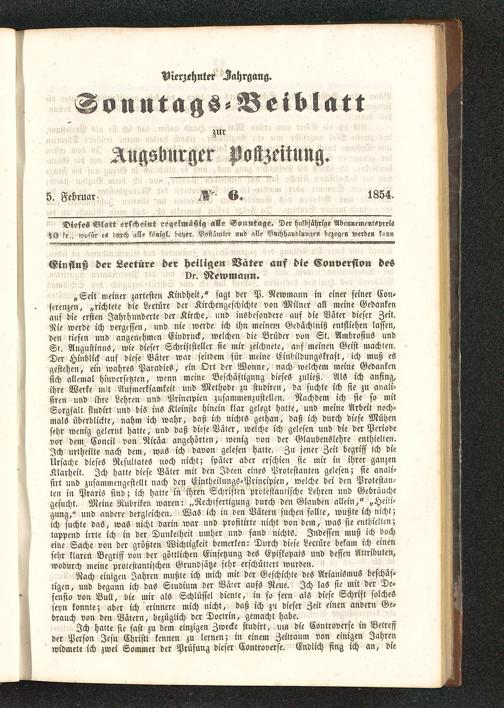 Vierzehnter Jahrgang.
Sonntags-Beiblatt
zur
Augsburger Postzeitung.
5. Februar. Nr. 6. 1854.
Dieses Blatt erscheint regelmäßig alle Sonntage. Der halbjährige Abonnementspreis
40 kr., wofür es durch alle königl. bayer. Postämter und alle Buchhandlungen bezogen werden kann
Einfluß der Lectüre der heiligen Väter auf die Conversion des
Dr. Newmann.
„Seit meiner zartesten Kindheit,“ sagt der P. Newmann in einer seiner Con-
ferenzen, „richtete die Lectüre der Kirchengeschichte von Milner all meine Gedanken
auf die ersten Jahrhunderte der Kirche, und insbesondere auf die Väter dieser Zeit.
Nie werde ich vergessen, und nie werde ich ihn meinem Gedächtniß entfliehen lassen,
den tiefen und angenehmen Eindruck, welchen die Brüder von St. Ambrosius und
St. Augustinus, wie dieser Schriftsteller sie mir zeichnete, auf meinen Geist machen.
Der Hinblick auf diese Väter war seitdem für meine Einbildungskraft, ich muß es
gestehen, ein wahres Paradies, ein Ort der Wonne, nach welchem meine Gedanken
sich allemal hinversetzten, wenn meine Beschäftigung dieses zuließ. Als ich anfing,
ihre Werke mit Aufmerksamkeit und Methode zu studiren, da suchte ich sie zu anali-
siren und ihre Lehren und Principien zusammenzustellen. Nachdem ich sie so mit
Sorgfalt studirt und bis ins Kleinste hinein klar gelegt hatte, und meine Arbeit noch-
mals überblickte, nahm ich wahr, daß ich nichts gethan, daß ich durch diese Mühen
sehr wenig gelernt hatte, und daß diese Väter, welche ich gelesen und die der Periode
vor dem Concil von Nicäa angehörten, wenig von der Glaubenslehre enthielten.
Ich urtheilte nach dem, was ich davon gelesen hatte. Zu jener Zeit begriff ich die
Ursache dieses Resultates noch nicht; später aber erschien sie mir in ihrer ganzen
Klarheit. Ich hatte diese Väter mit den Ideen eines Protestanten gelesen; sie anali-
sirt und zusammengestellt nach den Eintheilungs-Principien, welche bei den Protestan-
ten in Praxis sind; ich hatte in ihren Schriften protestantische Lehren und Gebräuche
gesucht. Meine Rubriken waren: „Rechtfertigung durch den Glauben allein,“ „Heili-
gung,“ und andere dergleichen. Was ich in den Vätern suchen sollte, wußte ich nicht;
ich suchte das, was nicht darin war und profitirte nicht von dem, was sie enthielten;
tappend irrte ich in der Dunkelheit umher und fand nichts. Indessen muß ich doch
eine Sache von der größten Wichtigkeit bemerken: Durch diese Lectüre bekam ich einen
sehr klaren Begriff von der göttlichen Einsetzung des Episkopats und dessen Attributen,
wodurch meine protestantischen Grundsätze sehr erschüttert wurden.
Nach einigen Jahren mußte ich mich mit der Geschichte des Arianismus beschäf-
tigen, und begann ich das Studium der Väter aufs Neue. Ich las sie mit der De-
fensio von Bull, die mir als Schlüssel diente, in so fern als diese Schrift solches
seyn konnte; aber ich erinnere mich nicht, daß ich zu dieser Zeit einen andern Ge-
brauch von den Vätern, bezüglich der Doctrin, gemacht habe.
Ich hatte sie fast zu dem einzigen Zwecke studirt, um die Controverse in Betreff
der Person Jesu Christi kennen zu lernen; in einem Zeitraum von einigen Jahren
widmete ich zwei Sommer der Prüfung dieser Controverse. Endlich fing ich an, die